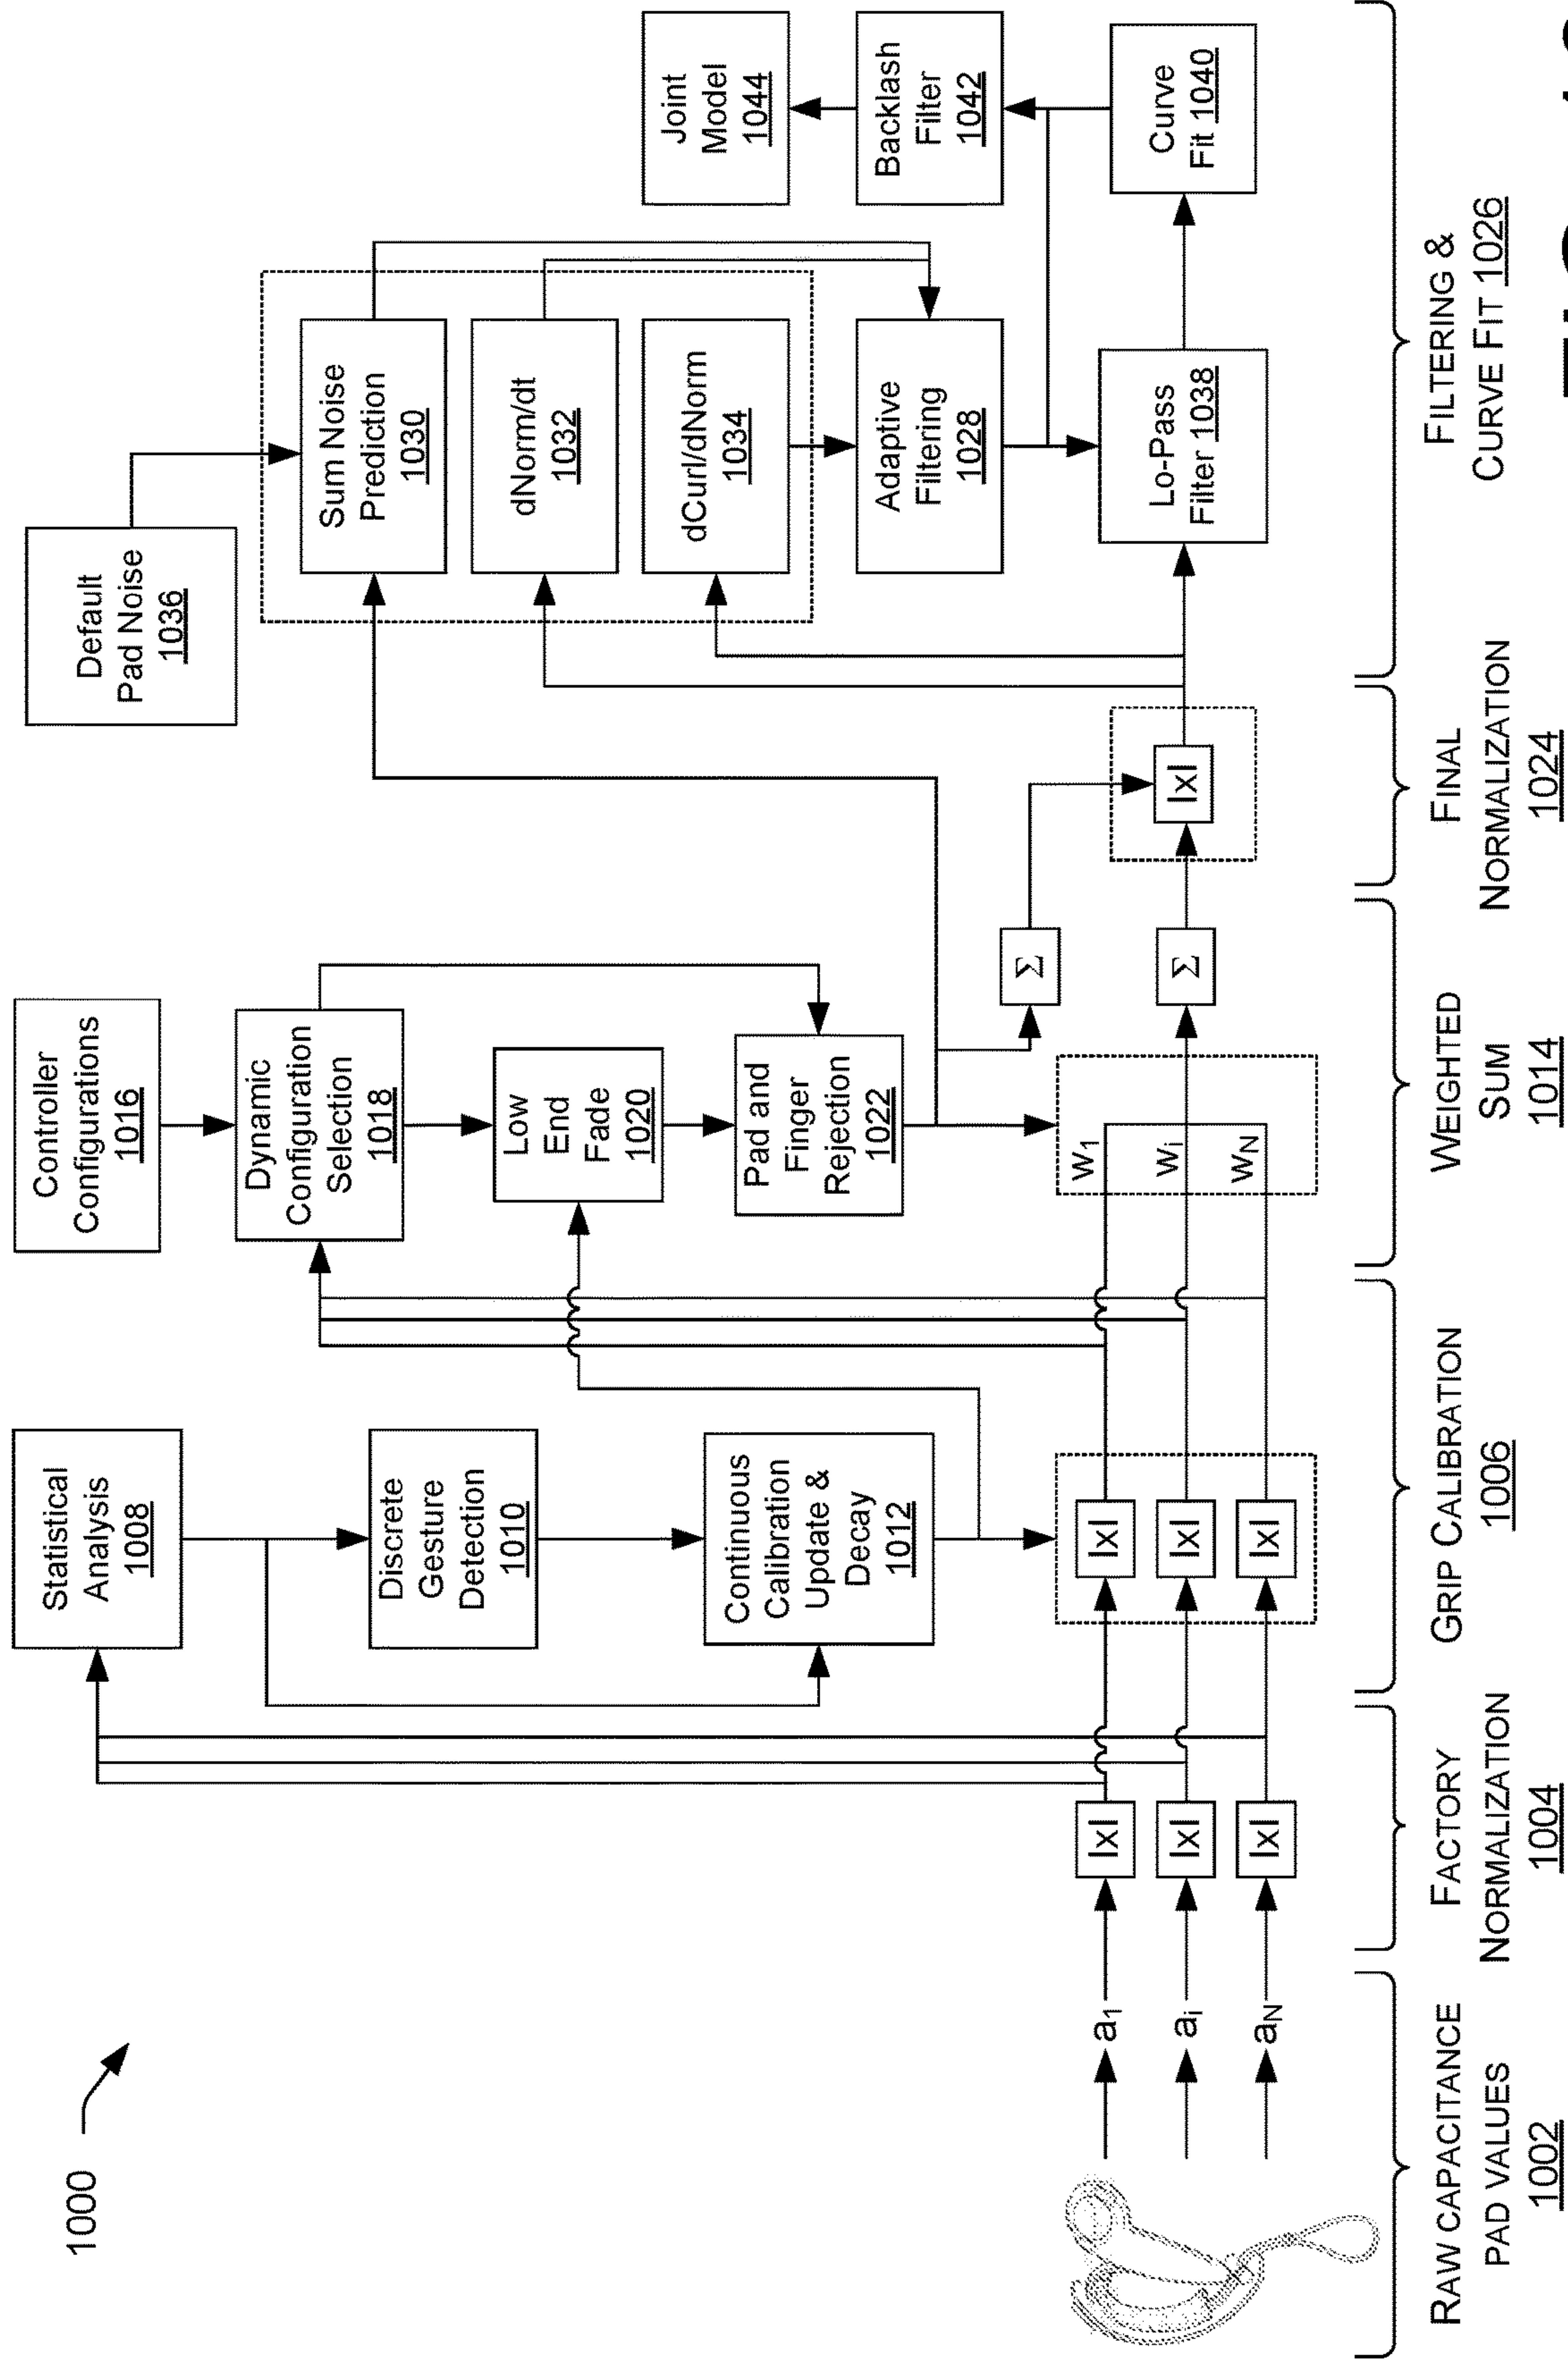 1000
Statistical
Analysis
1008
Discrete
Gesture
Detection
1010
Continuous
Calibration
Update &
Decay
1012
Controller
Configurations
1016
Dynamic
Configuration
Selection
1018
Low
End
Fade
1020
Pad and
Finger
Rejection
1022
Default
Pad Noise
1036
Sum Noise
Prediction
1030
dNorm/dt
1032
dCurl/dNorm
1034
Adaptive
Filtering
1028
Lo-Pass
Filter 1038
Joint
Model
1044
Backlash
Filter
1042
Curve
Fit 1040
a1
ai
aN
|x|
|x|
|x|
|x|
|x|
|x|
w1
wi
wN
Σ
Σ
|x|
RAW CAPACITANCE
PAD VALUES
1002
FACTORY
NORMALIZATION
1004
GRIP CALIBRATION
1006
WEIGHTED
SUM
1014
FINAL
NORMALIZATION
1024
FILTERING &
CURVE FIT 1026